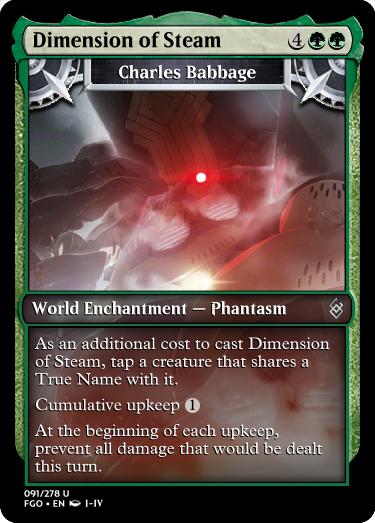 Dimension of Steam 4
Charles Babbage
World Enchantment — Phantasm
As an additional cost to cast Dimension
of Steam, tap a creature that shares a
True Name with it.
Cumulative upkeep 1
At the beginning of each upkeep,
prevent all damage that would be dealt
this turn.
091/278 U
FGO • EN I-IV